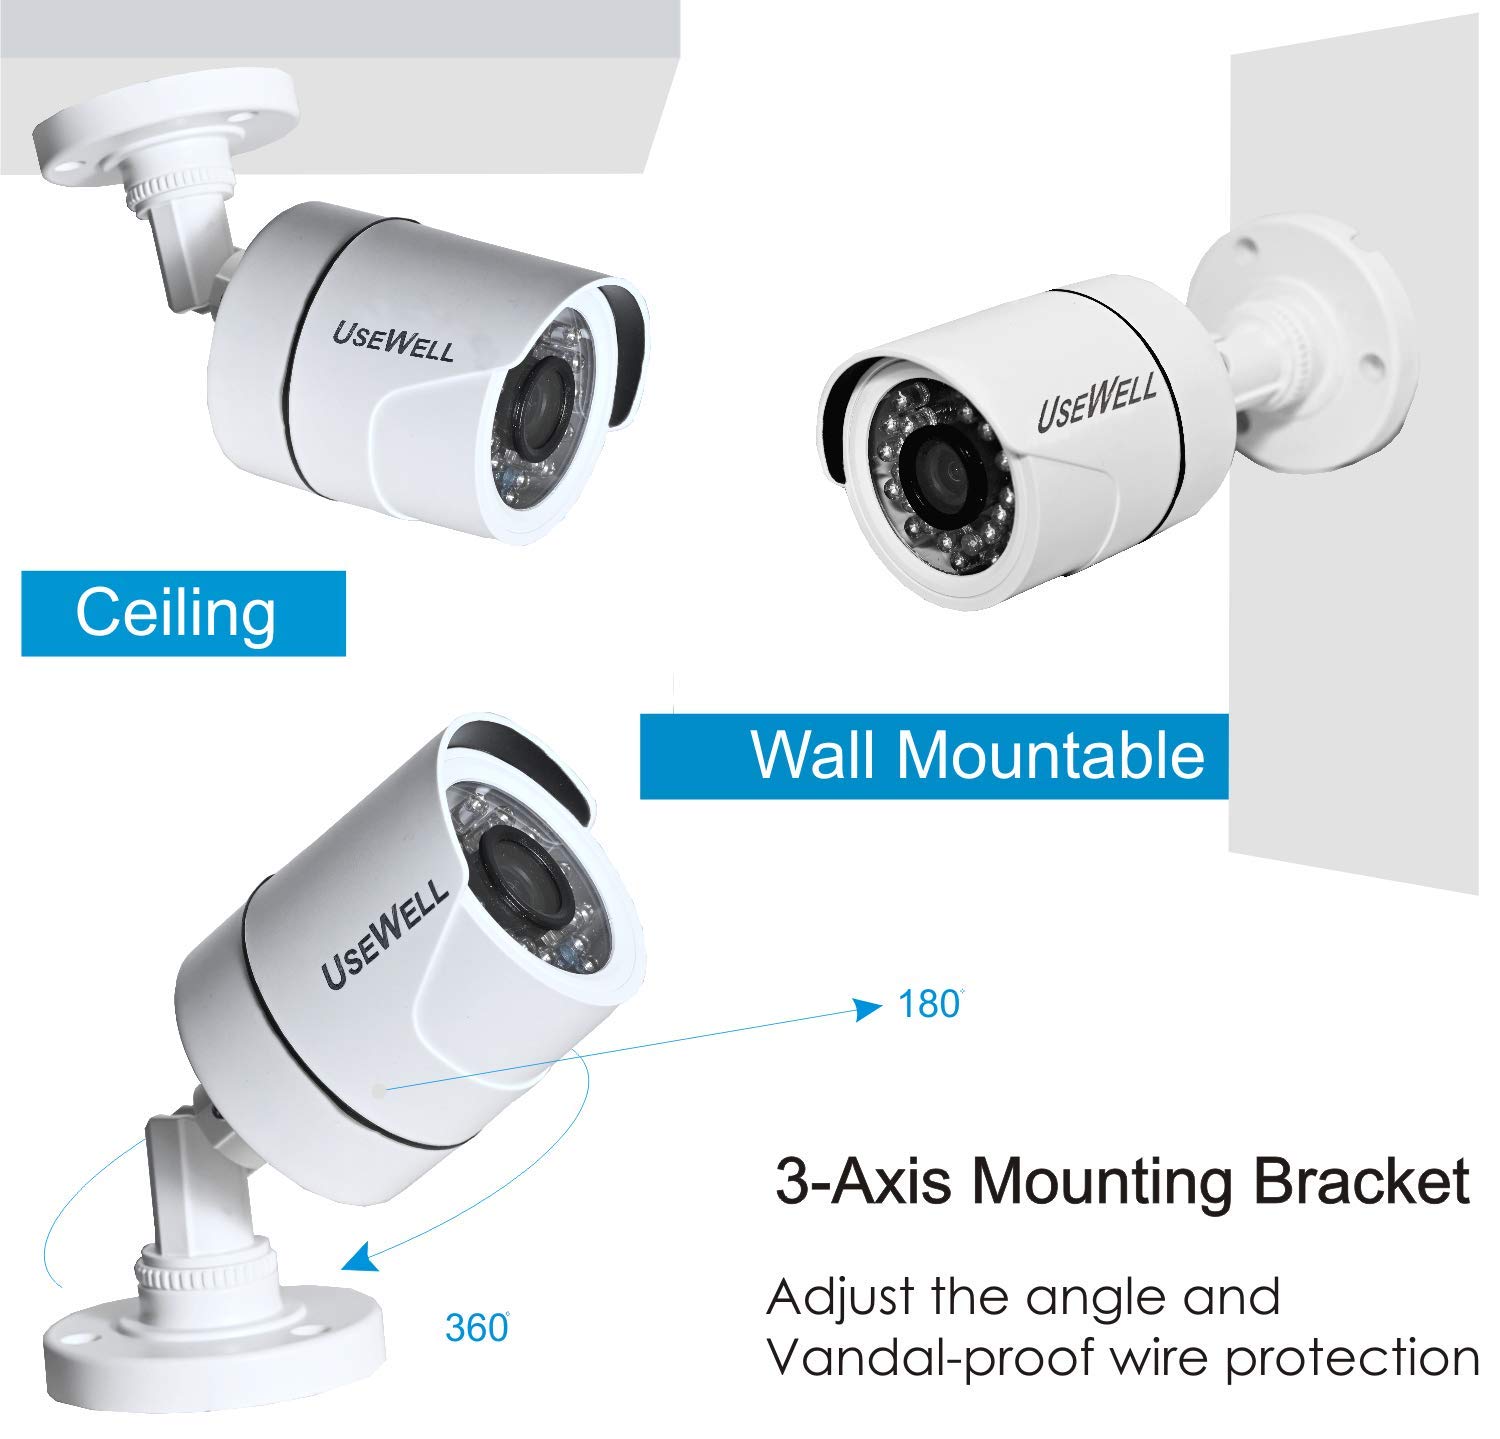 USEWELL
USEWELL
Ceiling
Wall Mountable
USEWELL
180°
360°
3-Axis Mounting Bracket
Adjust the angle and
Vandal-proof wire protection